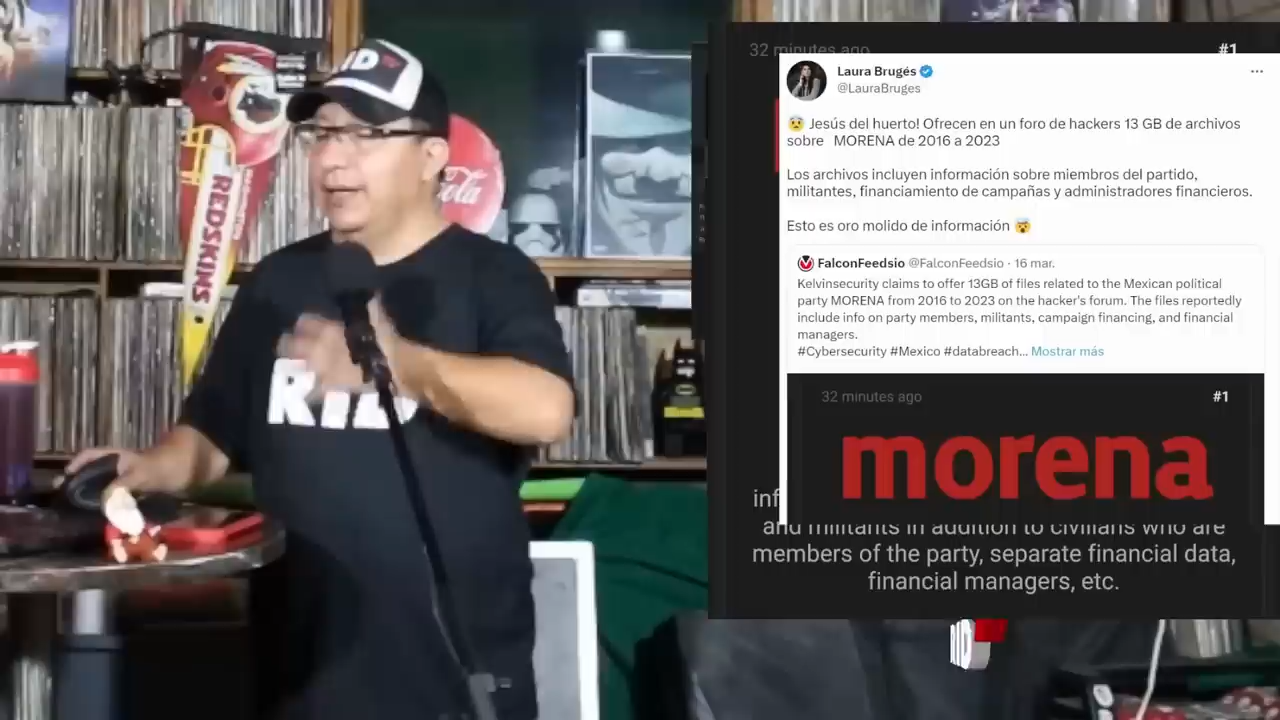 RID
REDSKINS
Cola
RID
32 minutes ago
#1
Laura Brugés
@LauraBruges
😨 Jesús del huerto! Ofrecen en un foro de hackers 13 GB de archivos
sobre MORENA de 2016 a 2023
Los archivos incluyen información sobre miembros del partido,
militantes, financiamiento de campañas y administradores financieros.
Esto es oro molido de información 🤯
FalconFeedsio @FalconFeedsio · 16 mar.
Kelvinsecurity claims to offer 13GB of files related to the Mexican political
party MORENA from 2016 to 2023 on the hacker's forum. The files reportedly
include info on party members, militants, campaign financing, and financial
managers.
#Cybersecurity #Mexico #databreach... Mostrar más
32 minutes ago
#1
morena
inf
and militants in addition to civilians who are
members of the party, separate financial data,
financial managers, etc.
RID